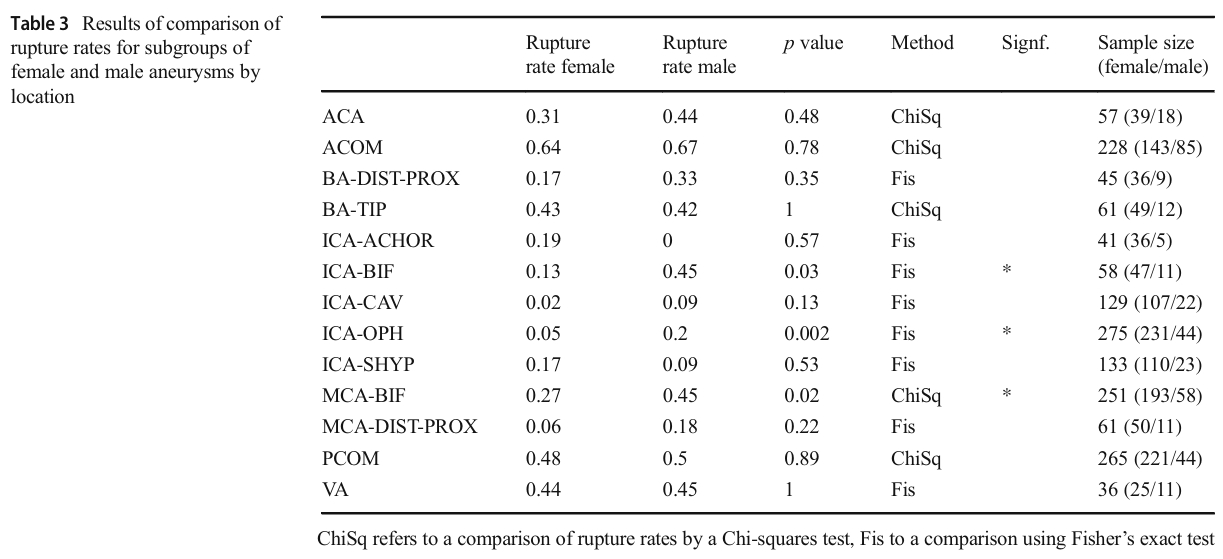 Table 3 Results of comparison of
rupture rates for subgroups of
female and male aneurysms by
location
Rupture rate female Rupture rate male p value Method Signf. Sample size (female/male)
ACA 0.31 0.44 0.48 ChiSq 57 (39/18)
ACOM 0.64 0.67 0.78 ChiSq 228 (143/85)
BA-DIST-PROX 0.17 0.33 0.35 Fis 45 (36/9)
BA-TIP 0.43 0.42 1 ChiSq 61 (49/12)
ICA-ACHOR 0.19 0 0.57 Fis 41 (36/5)
ICA-BIF 0.13 0.45 0.03 Fis * 58 (47/11)
ICA-CAV 0.02 0.09 0.13 Fis 129 (107/22)
ICA-OPH 0.05 0.2 0.002 Fis * 275 (231/44)
ICA-SHYP 0.17 0.09 0.53 Fis 133 (110/23)
MCA-BIF 0.27 0.45 0.02 ChiSq * 251 (193/58)
MCA-DIST-PROX 0.06 0.18 0.22 Fis 61 (50/11)
PCOM 0.48 0.5 0.89 ChiSq 265 (221/44)
VA 0.44 0.45 1 Fis 36 (25/11)
ChiSq refers to a comparison of rupture rates by a Chi-squares test, Fis to a comparison using Fisher's exact test